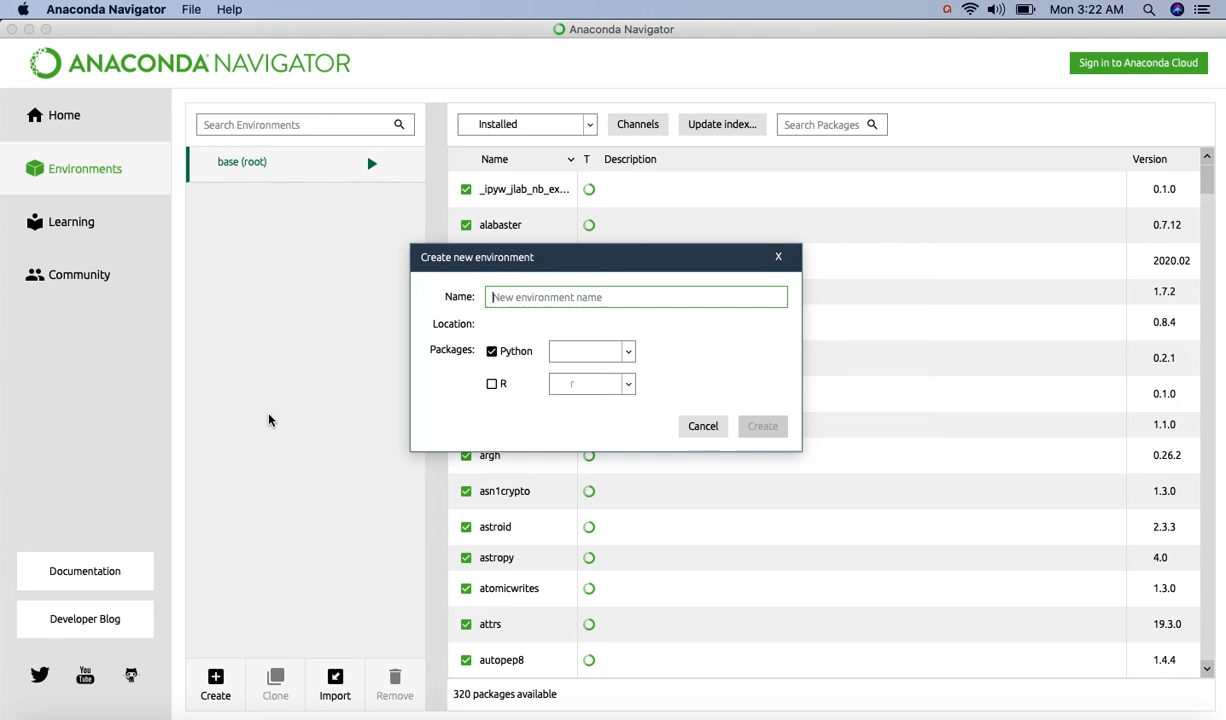 Anaconda Navigator File Help Mon 3:22 AM
Anaconda Navigator
ANACONDA NAVIGATOR
Sign in to Anaconda Cloud
Home
Environments
Learning
Community
Documentation
Developer Blog
You
Tube
Search Environments
base (root)
Create Clone Import Remove
Installed Channels Update index... Search Packages
Name T Description Version
_ipyw_jlab_nb_ex... 0.1.0
alabaster 0.7.12
2020.02
1.7.2
0.8.4
0.2.1
0.1.0
1.1.0
argh 0.26.2
asn1crypto 1.3.0
astroid 2.3.3
astropy 4.0
atomicwrites 1.3.0
attrs 19.3.0
autopep8 1.4.4
320 packages available
Create new environment X
Name: New environment name
Location:
Packages: Python
R r
Cancel Create